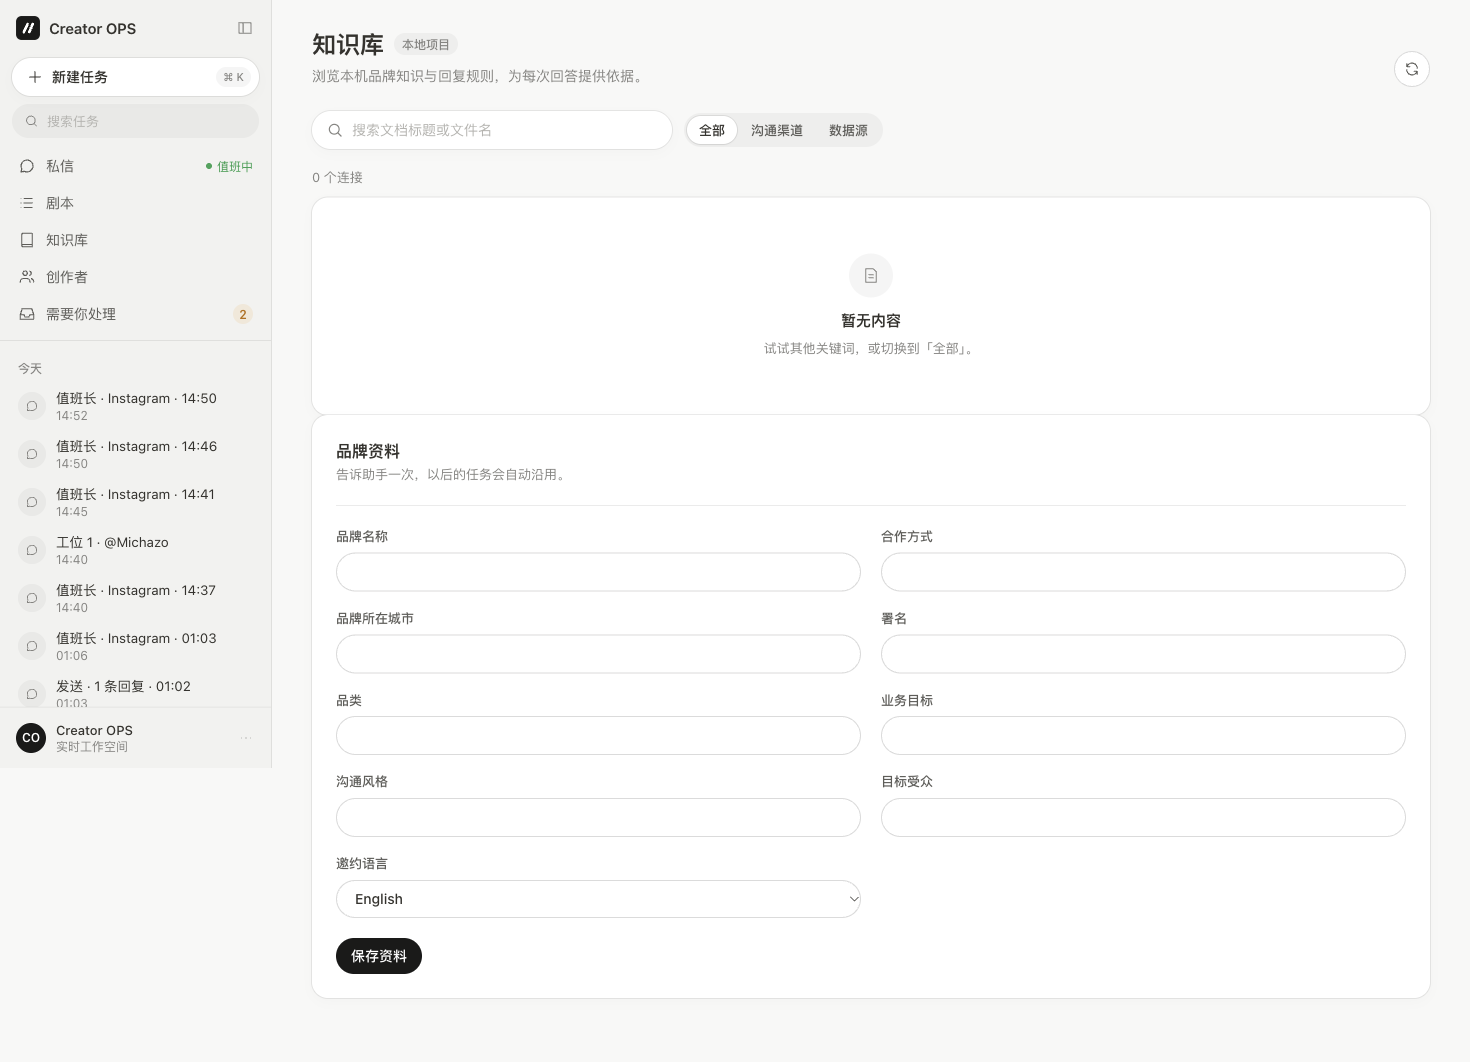 Creator OPS
新建任务
⌘ K
搜索任务
私信
值班中
剧本
知识库
创作者
需要你处理
2
今天
值班长 · Instagram · 14:50
14:52
值班长 · Instagram · 14:46
14:50
值班长 · Instagram · 14:41
14:45
工位 1 · @Michazo
14:40
值班长 · Instagram · 14:37
14:40
值班长 · Instagram · 01:03
01:06
发送 · 1 条回复 · 01:02
01:03
CO
Creator OPS
实时工作空间
知识库
本地项目
浏览本机品牌知识与回复规则，为每次回答提供依据。
搜索文档标题或文件名
全部
沟通渠道
数据源
0 个连接
暂无内容
试试其他关键词，或切换到「全部」。
品牌资料
告诉助手一次，以后的任务会自动沿用。
品牌名称
合作方式
品牌所在城市
署名
品类
业务目标
沟通风格
目标受众
邀约语言
English
保存资料